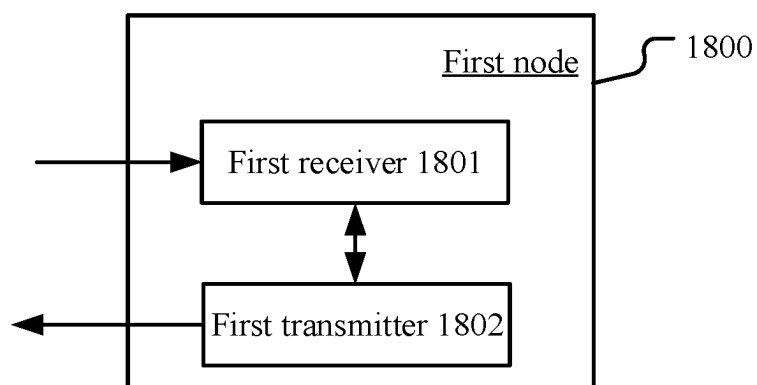 First node
1800
First receiver 1801
First transmitter 1802